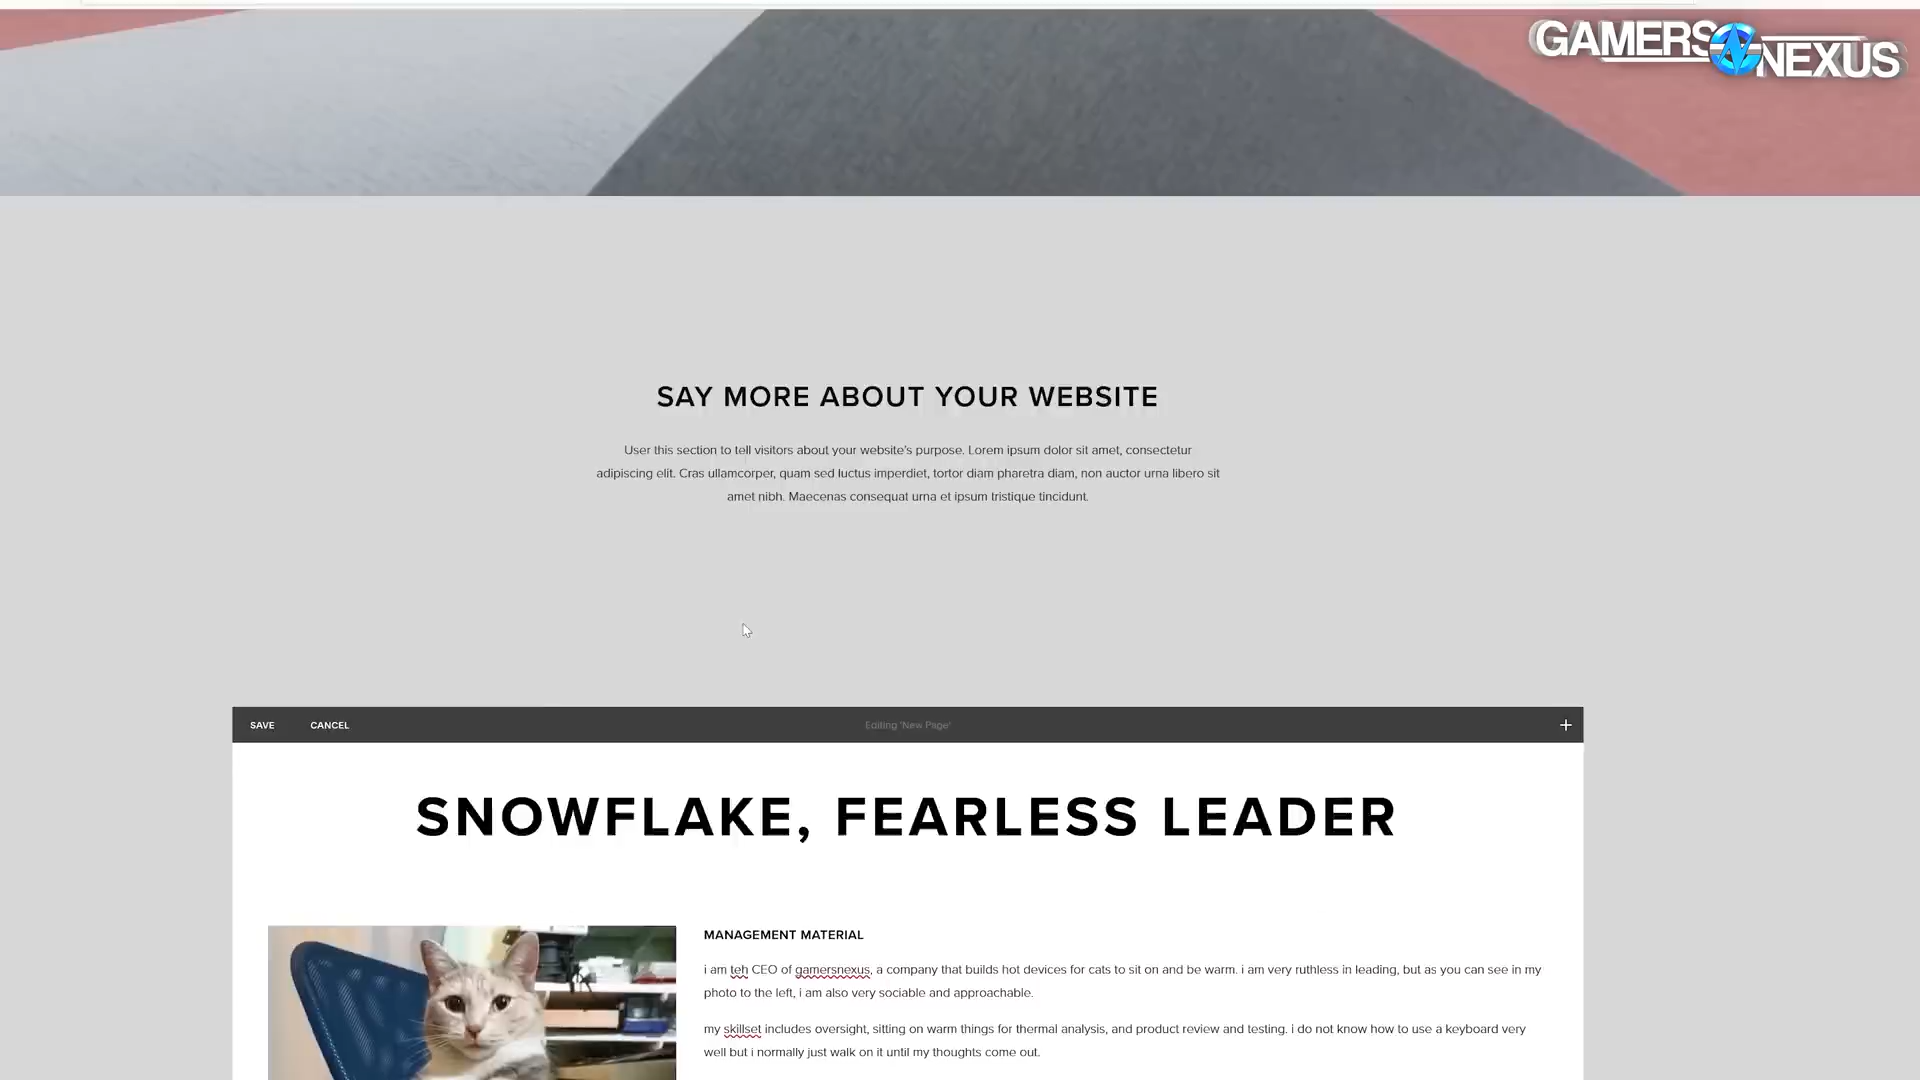 GAMERS NEXUS
SAY MORE ABOUT YOUR WEBSITE
User this section to tell visitors about your website's purpose. Lorem ipsum dolor sit amet, consectetur
adipiscing elit. Cras ullamcorper, quam sed luctus imperdiet, tortor diam pharetra diam, non auctor urna libero sit
amet nibh. Maecenas consequat urna et ipsum tristique tincidunt.
SAVE CANCEL Editing 'New Page' +
SNOWFLAKE, FEARLESS LEADER
MANAGEMENT MATERIAL
i am teh CEO of gamersnexus, a company that builds hot devices for cats to sit on and be warm. i am very ruthless in leading, but as you can see in my
photo to the left, i am also very sociable and approachable.
my skillset includes oversight, sitting on warm things for thermal analysis, and product review and testing. i do not know how to use a keyboard very
well but i normally just walk on it until my thoughts come out.